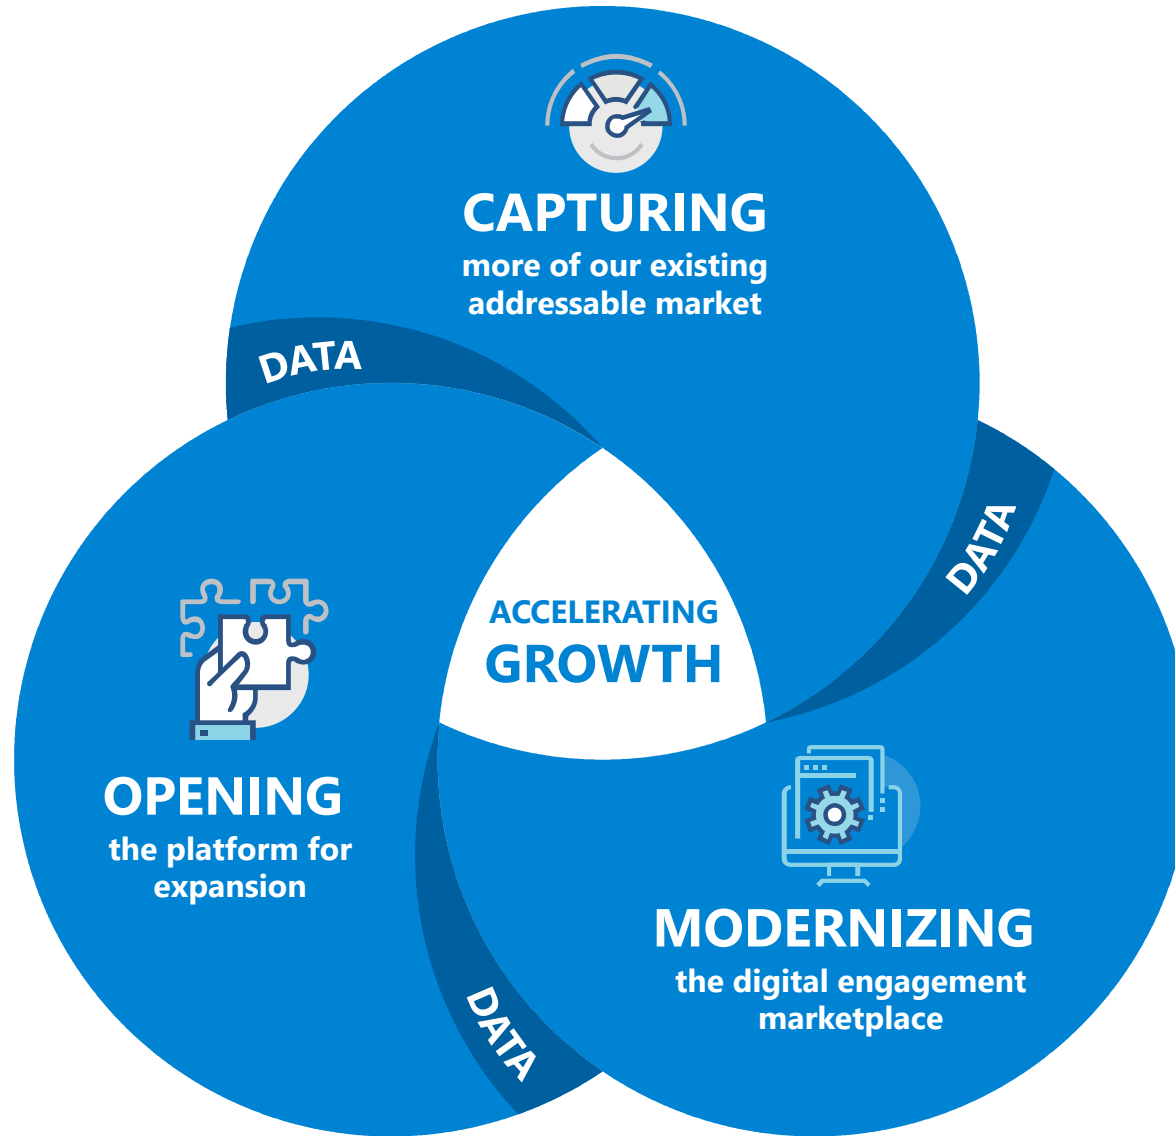 CAPTURING
more of our existing
addressable market
DATA
DATA
ACCELERATING
GROWTH
OPENING
the platform for
expansion
MODERNIZING
the digital engagement
marketplace
DATA